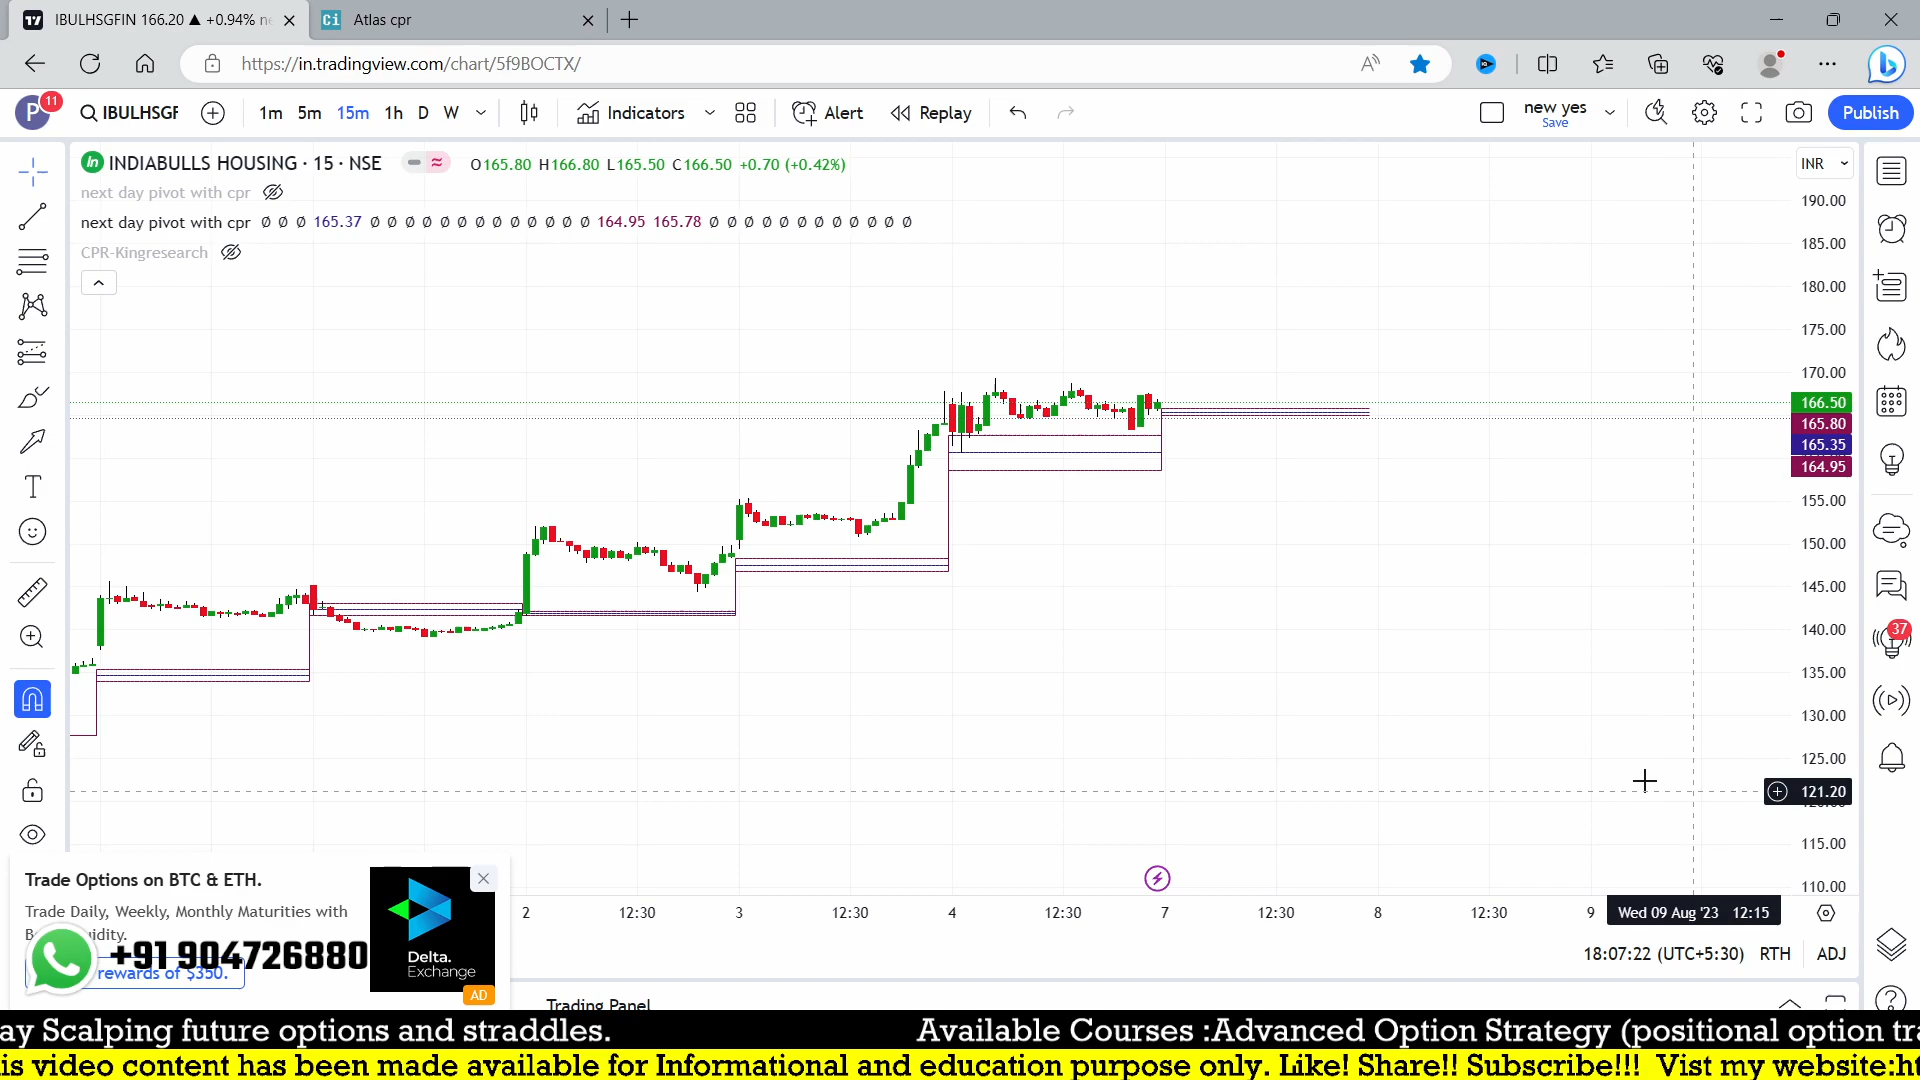 IBULHSGFIN 166.20 ▲ +0.94%
Atlas cpr
https://in.tradingview.com/chart/5f9BOCTX/
P 11 IBULHSGF 1m 5m 15m 1h D W Indicators Alert Replay new yes Save Publish
INDIABULLS HOUSING · 15 · NSE O165.80 H166.80 L165.50 C166.50 +0.70 (+0.42%)
INR
next day pivot with cpr
next day pivot with cpr Ø Ø Ø 165.37 Ø Ø Ø Ø Ø Ø Ø Ø Ø Ø Ø Ø Ø 164.95 165.78 Ø Ø Ø Ø Ø Ø Ø Ø Ø Ø Ø Ø
CPR-Kingresearch
190.00
185.00
180.00
175.00
170.00
166.50
165.80
165.35
164.95
155.00
150.00
145.00
140.00
37
135.00
130.00
125.00
121.20
115.00
110.00
2 12:30 3 12:30 4 12:30 7 12:30 8 12:30 9 Wed 09 Aug '23 12:15
18:07:22 (UTC+5:30) RTH ADJ
Trade Options on BTC & ETH.
Trade Daily, Weekly, Monthly Maturities with
+91 904726880
rewards of $350.
Delta.
Exchange
AD
Trading Panel
ay Scalping future options and straddles. Available Courses :Advanced Option Strategy (positional option tra
is video content has been made available for Informational and education purpose only. Like! Share!! Subscribe!!! Vist my website:ht